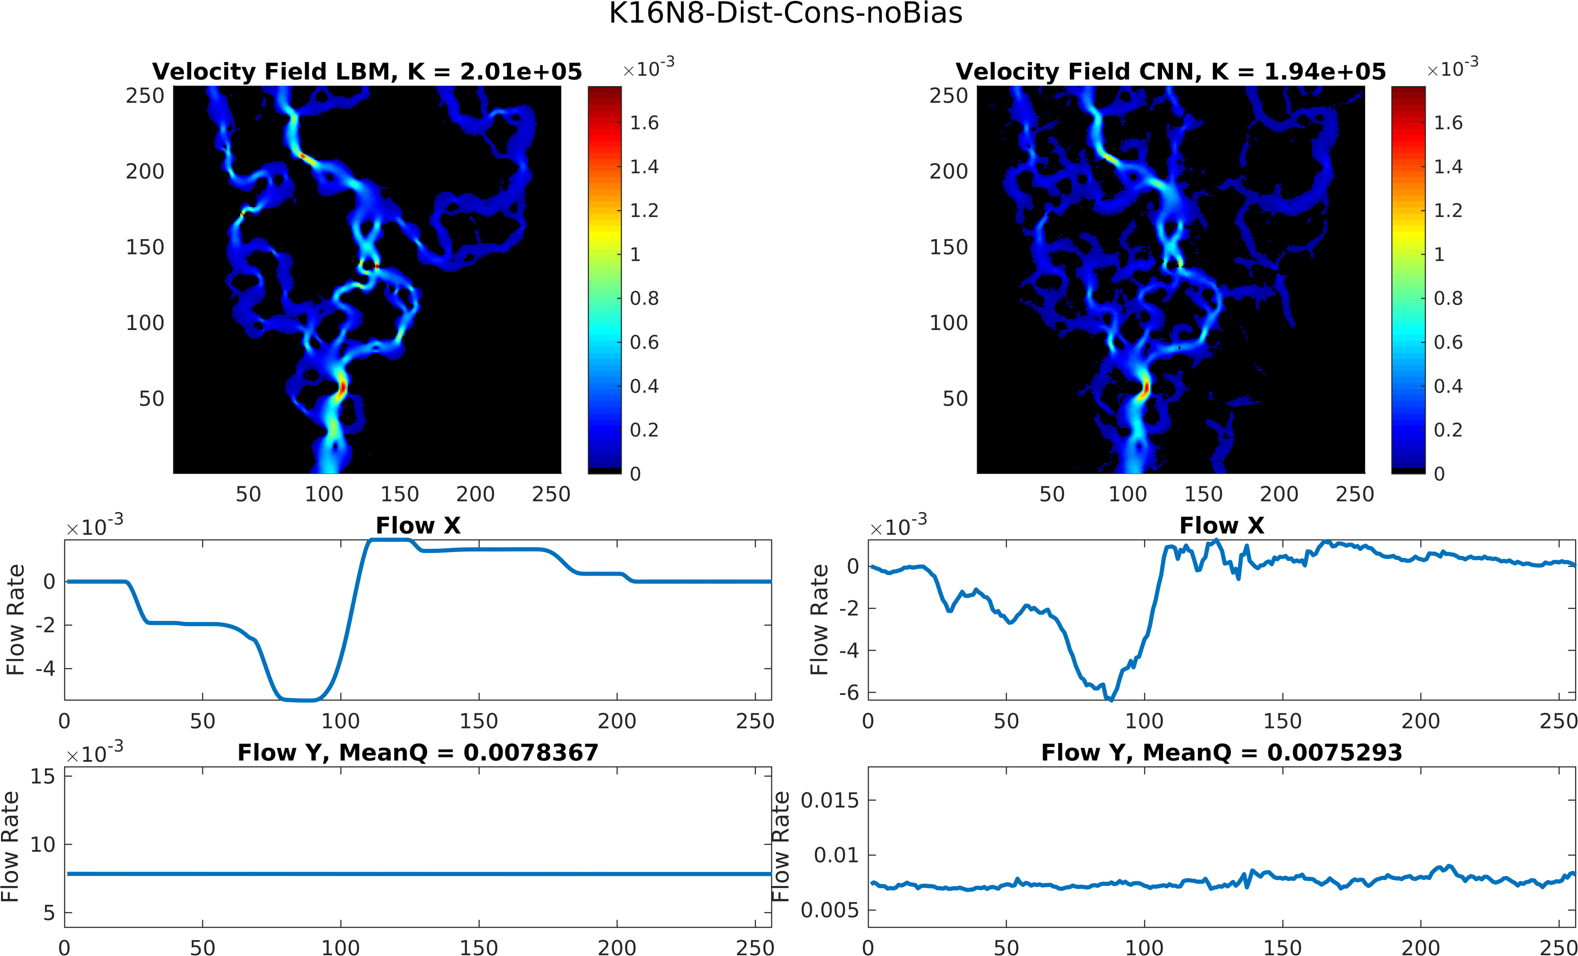 K16N8-Dist-Cons-noBias
Velocity Field LBM, K = 2.01e+05
×10-3
250
200
150
100
50
50 100 150 200 250
1.6
1.4
1.2
1
0.8
0.6
0.4
0.2
0
Velocity Field CNN, K = 1.94e+05
×10-3
250
200
150
100
50
50 100 150 200 250
1.6
1.4
1.2
1
0.8
0.6
0.4
0.2
0
×10-3
Flow X
Flow Rate
0
-2
-4
0 50 100 150 200 250
×10-3
Flow X
Flow Rate
0
-2
-4
-6
0 50 100 150 200 250
×10-3
Flow Y, MeanQ = 0.0078367
Flow Rate
15
10
5
0 50 100 150 200 250
Flow Y, MeanQ = 0.0075293
Flow Rate
0.015
0.01
0.005
0 50 100 150 200 250